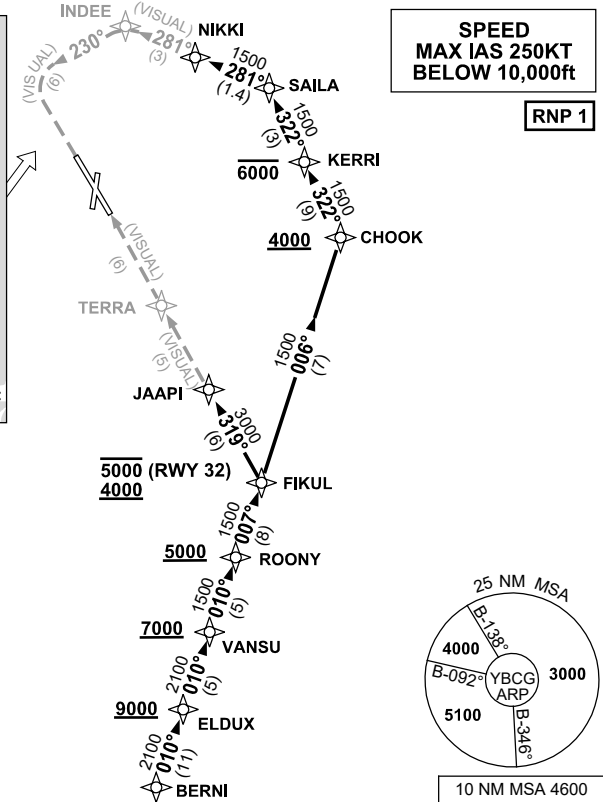 INDEE
(VISUAL)
281°
(3)
NIKKI
230°
(VIS UAL)
(6)
1500
281°
(1.4)
SAILA
SPEED
MAX IAS 250KT
BELOW 10,000ft
RNP 1
1500
322°
(3)
KERRI
6000
1500
322°
(9)
4000
CHOOK
(VISUAL)
(6)
TERRA
(VISUAL)
(5)
1500
006°
(7)
JAAPI
3000
319°
(6)
5000 (RWY 32)
4000
FIKUL
1500
007°
(8)
5000
ROONY
1500
010°
(5)
7000
VANSU
2100
010°
(5)
9000
ELDUX
2100
010°
(11)
BERNI
25 NM MSA
B-138°
4000
3000
B-092°
YBCG
ARP
5100
B-346°
10 NM MSA 4600